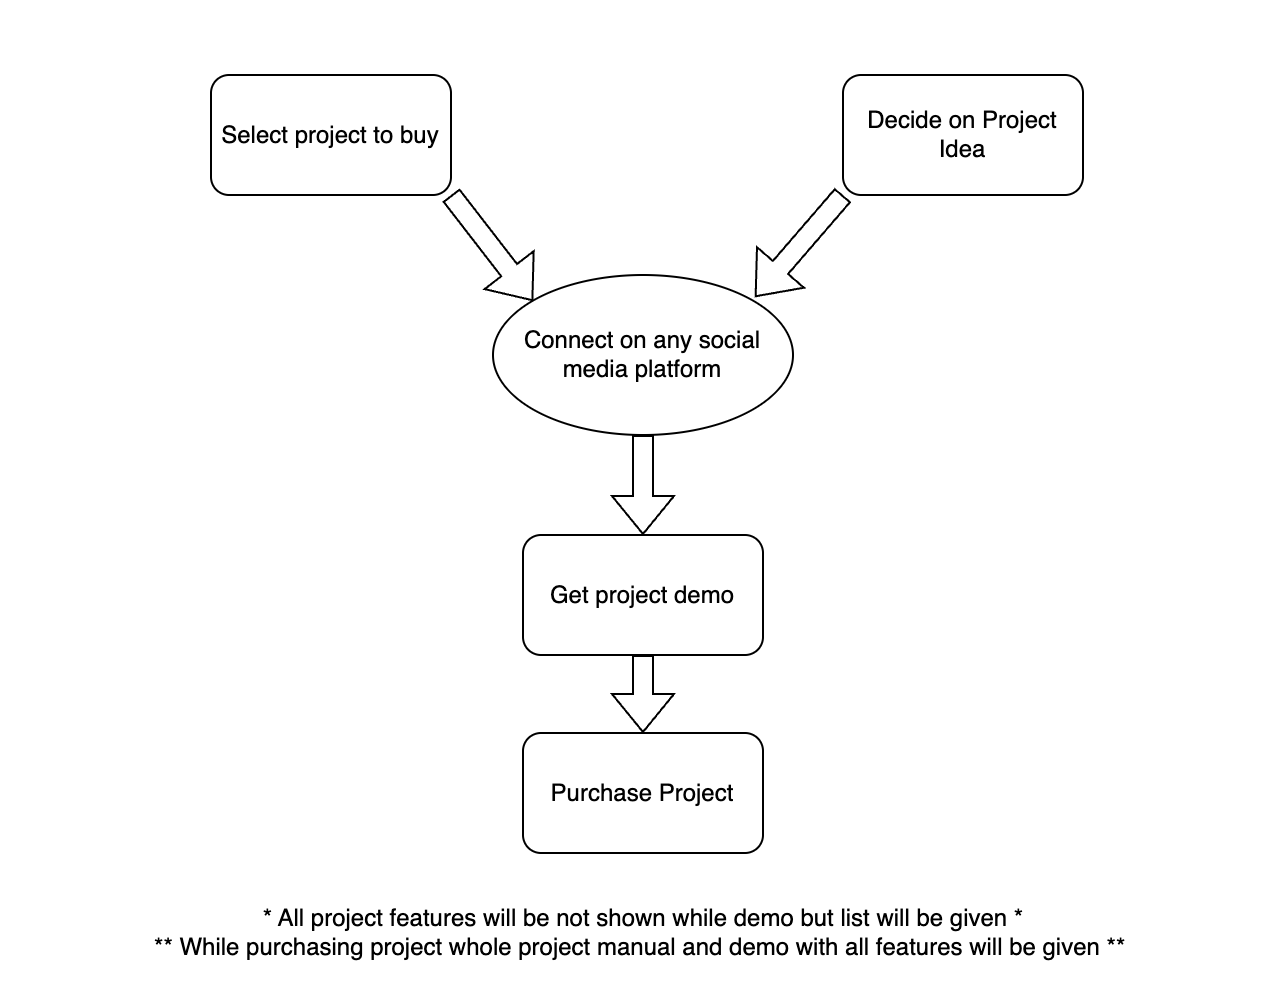 Select project to buy
Decide on Project
Idea
Connect on any social
media platform
Get project demo
Purchase Project
* All project features will be not shown while demo but list will be given *
** While purchasing project whole project manual and demo with all features will be given **